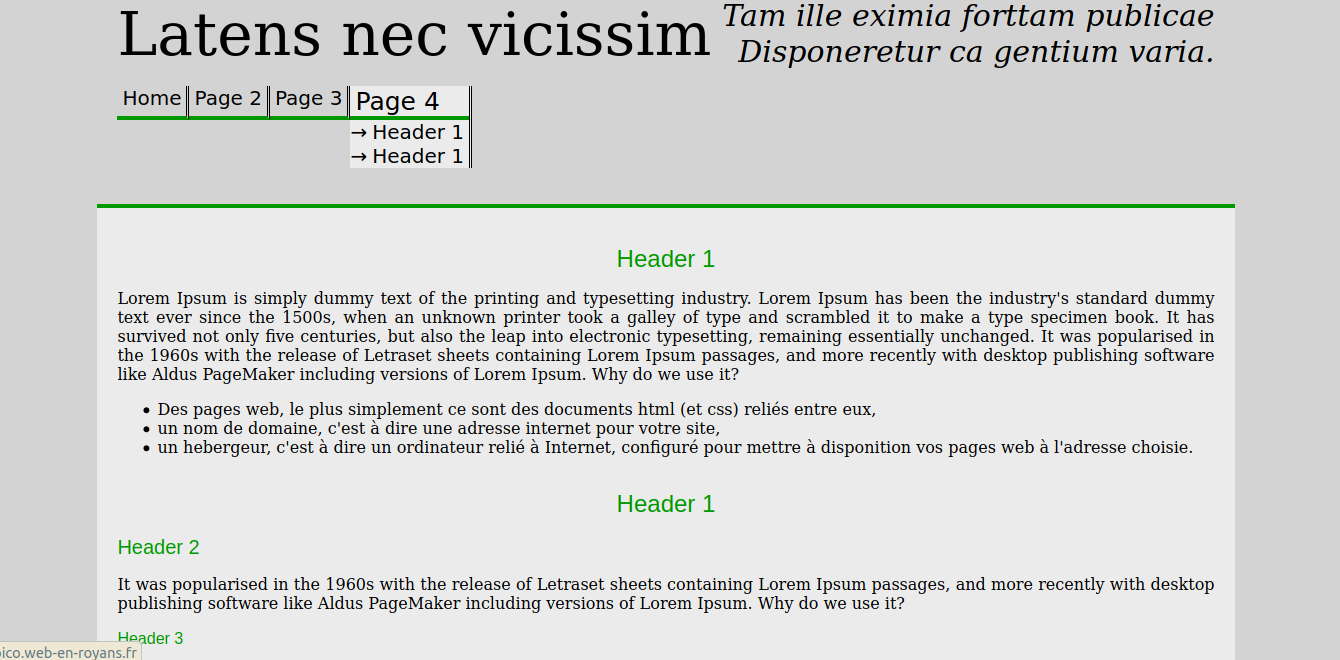 Latens nec vicissim
Tam ille eximia forttam publicae
Disponeretur ca gentium varia.
Home Page 2 Page 3 Page 4
→ Header 1
→ Header 1
Header 1
Lorem Ipsum is simply dummy text of the printing and typesetting industry. Lorem Ipsum has been the industry's standard dummy
text ever since the 1500s, when an unknown printer took a galley of type and scrambled it to make a type specimen book. It has
survived not only five centuries, but also the leap into electronic typesetting, remaining essentially unchanged. It was popularised in
the 1960s with the release of Letraset sheets containing Lorem Ipsum passages, and more recently with desktop publishing software
like Aldus PageMaker including versions of Lorem Ipsum. Why do we use it?
• Des pages web, le plus simplement ce sont des documents html (et css) reliés entre eux,
• un nom de domaine, c'est à dire une adresse internet pour votre site,
• un hebergeur, c'est à dire un ordinateur relié à Internet, configuré pour mettre à disponition vos pages web à l'adresse choisie.
Header 1
Header 2
It was popularised in the 1960s with the release of Letraset sheets containing Lorem Ipsum passages, and more recently with desktop
publishing software like Aldus PageMaker including versions of Lorem Ipsum. Why do we use it?
Header 3
ico.web-en-royans.fr